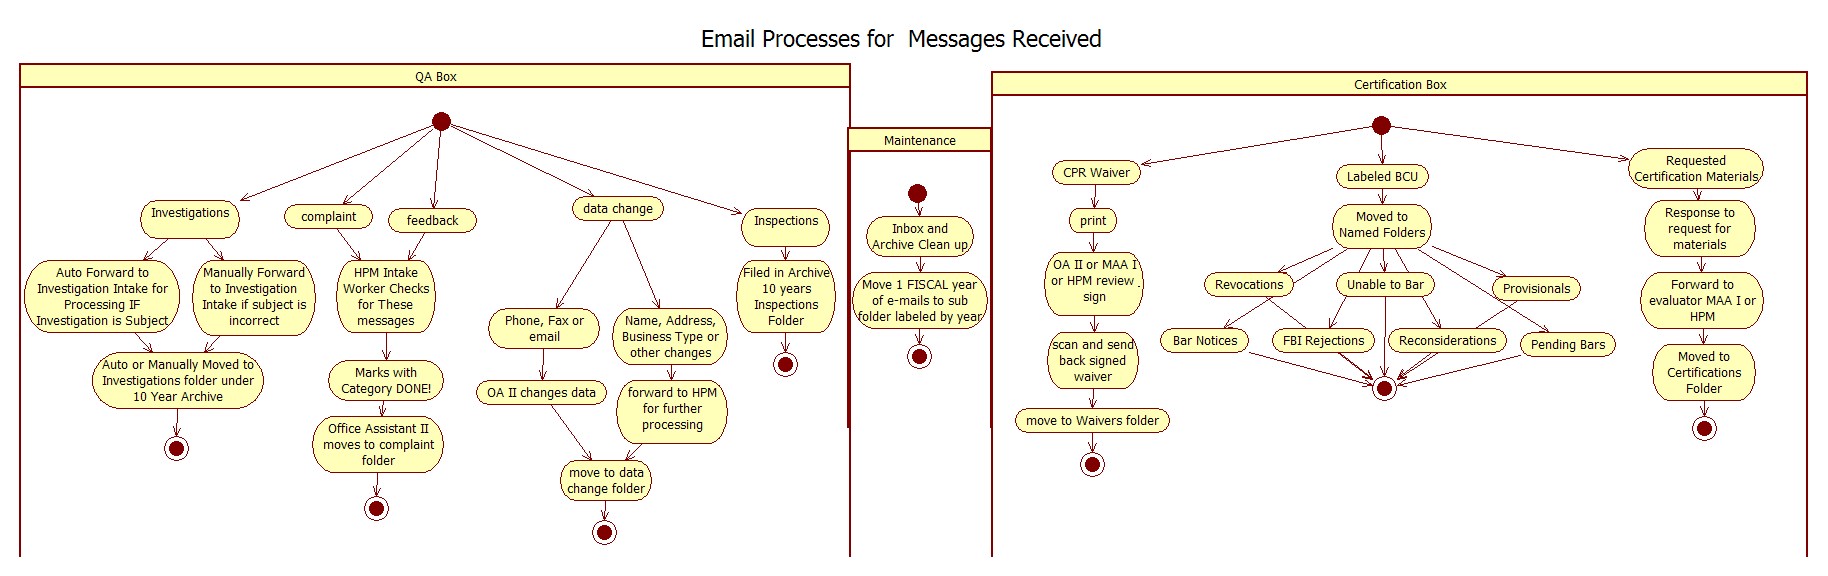 Email Processes for  Messages Received
QA Box
Investigations
Auto Forward to
Investigation Intake for
Processing IF
Investigation is Subject
Manually Forward
to Investigation
Intake if subject is
incorrect
Auto or Manually Moved to
Investigations folder under
10 Year Archive
complaint
feedback
HPM Intake
Worker Checks
for These
messages
Marks with
Category DONE!
Office Assistant II
moves to complaint
folder
data change
Phone, Fax or
email
OA II changes data
Name, Address,
Business Type or
other changes
forward to HPM
for further
processing
move to data
change folder
Inspections
Filed in Archive
10 years
Inspections
Folder
Maintenance
Inbox and
Archive Clean up
Move 1 FISCAL year
of e-mails to sub
folder labeled by year
Certification Box
CPR Waiver
print
OA II or MAA I
or HPM review .
sign
scan and send
back signed
waiver
move to Waivers folder
Labeled BCU
Moved to
Named Folders
Revocations
Unable to Bar
Provisionals
Bar Notices
FBI Rejections
Reconsiderations
Pending Bars
Requested
Certification Materials
Response to
request for
materials
Forward to
evaluator MAA I or
HPM
Moved to
Certifications
Folder